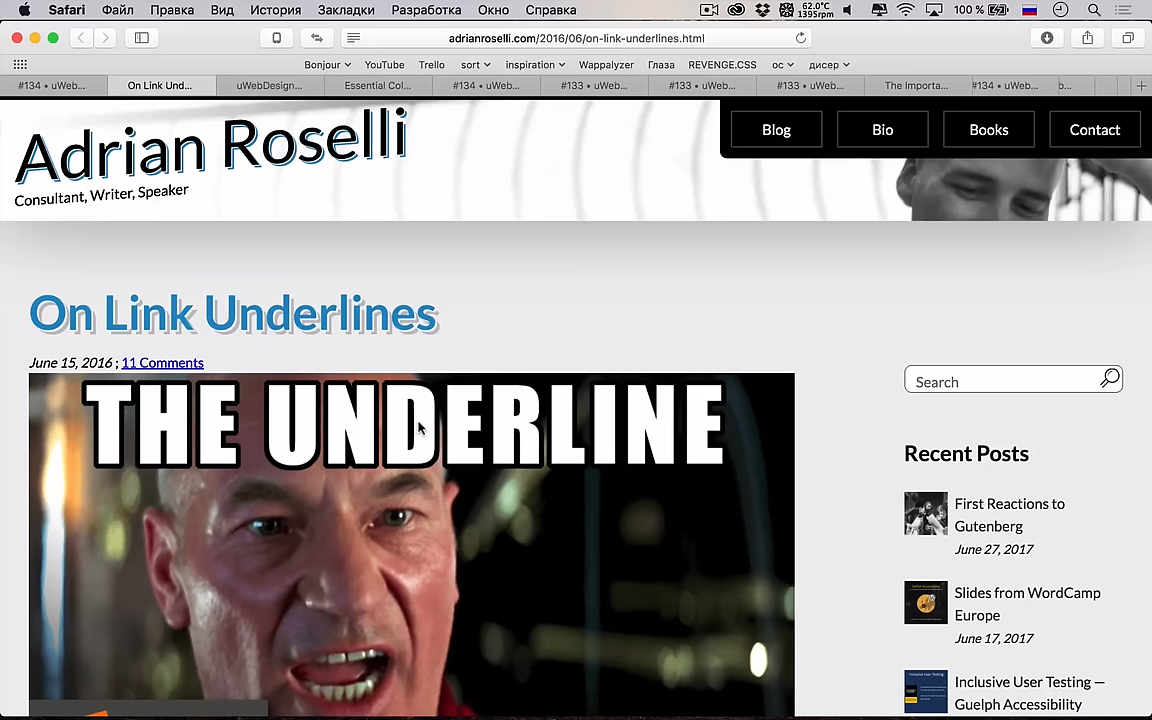 Safari Файл Правка Вид История Закладки Разработка Окно Справка 62.0°C 1395rpm 100 %
adrianroselli.com/2016/06/on-link-underlines.html
Bonjour YouTube Trello sort inspiration Wappalyzer Глаза REVENGE.CSS ос дисер
#134 • uWeb... On Link Und... uWebDesign... Essential Col... #134 • uWeb... #133 • uWeb... #133 • uWeb... #133 • uWeb... The Importa... #134 • uWeb... b...
Adrian Roselli
Consultant, Writer, Speaker
Blog Bio Books Contact
On Link Underlines
June 15, 2016 ; 11 Comments
THE UNDERLINE
Search
Recent Posts
First Reactions to
Gutenberg
June 27, 2017
Slides from WordCamp
Europe
June 17, 2017
Inclusive User Testing —
Guelph Accessibility